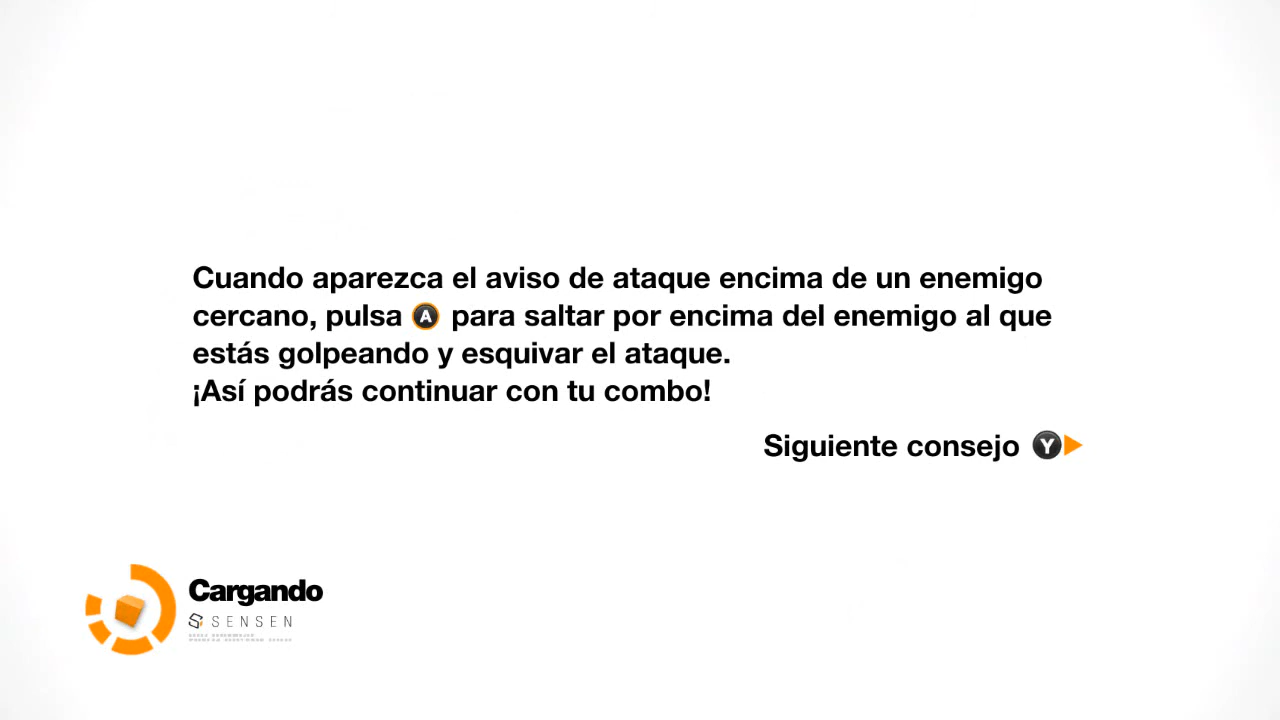 Cuando aparezca el aviso de ataque encima de un enemigo
cercano, pulsa A para saltar por encima del enemigo al que
estás golpeando y esquivar el ataque.
¡Así podrás continuar con tu combo!
Siguiente consejo Y
Cargando
SENSEN